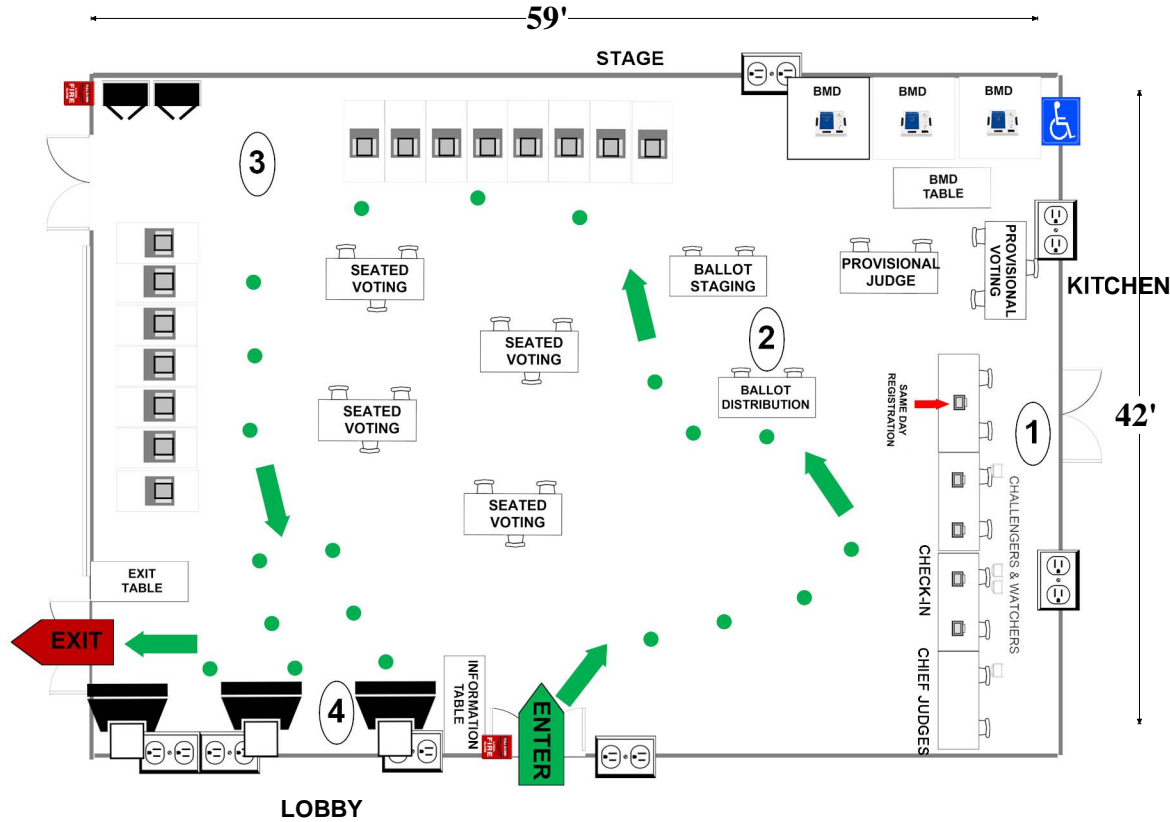 59'
STAGE
FIRE
BMD
BMD
BMD
3
BMD
TABLE
PROVISIONAL
VOTING
SEATED
VOTING
BALLOT
STAGING
PROVISIONAL
JUDGE
KITCHEN
SEATED
VOTING
2
BALLOT
DISTRIBUTION
SAME DAY
REGISTRATION
42'
1
SEATED
VOTING
CHALLENGERS & WATCHERS
SEATED
VOTING
CHECK-IN
EXIT
TABLE
EXIT
INFORMATION
TABLE
CHIEF JUDGES
4
ENTER
FIRE
LOBBY